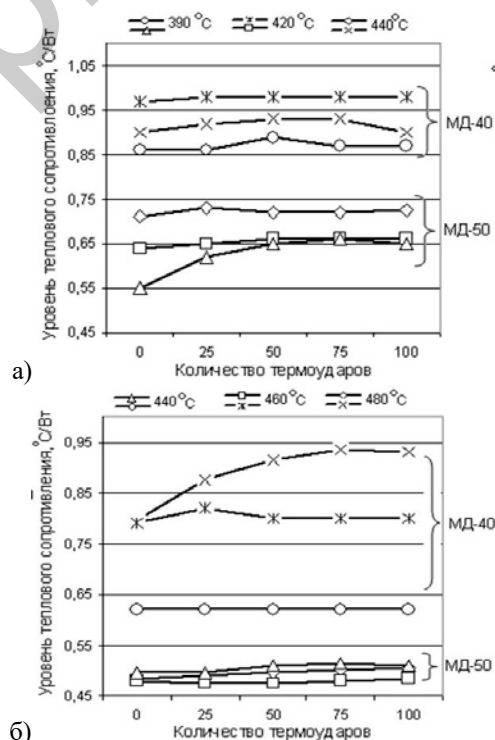 390 °С 420 °С 440°С
Уровень теплового сопротивлоения, °С/Вт
1,05
0,95
0,85
0,75
0,65
0,55
0,45
МД-40
МД-50
0 25 50 75 100
Количество термоударов
а)
440°С 460°С 480°С
Уровень теплового сопротивления, °С/Вт
0,95
0,85
0,75
0,65
0,55
0,45
МД-40
МД-50
0 25 50 75 100
Количество термоударов
б)